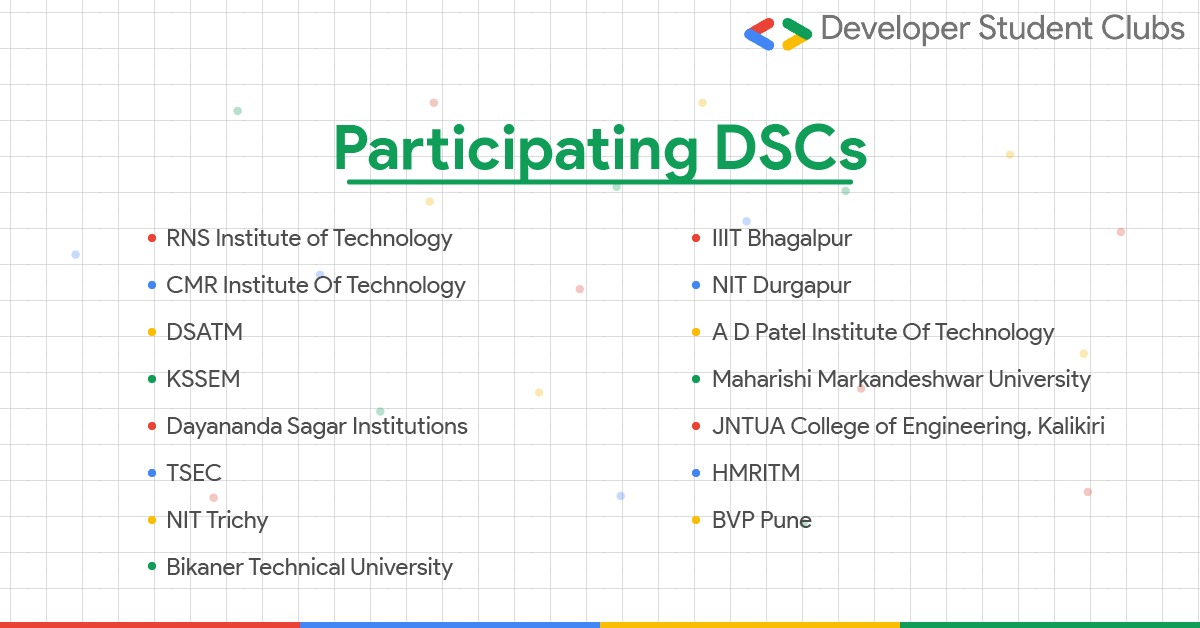 Developer Student Clubs
Participating DSCs
RNS Institute of Technology
CMR Institute Of Technology
DSATM
KSSEM
Dayananda Sagar Institutions
TSEC
NIT Trichy
Bikaner Technical University
IIIT Bhagalpur
NIT Durgapur
A D Patel Institute Of Technology
Maharishi Markandeshwar University
JNTUA College of Engineering, Kalikiri
HMRITM
BVP Pune